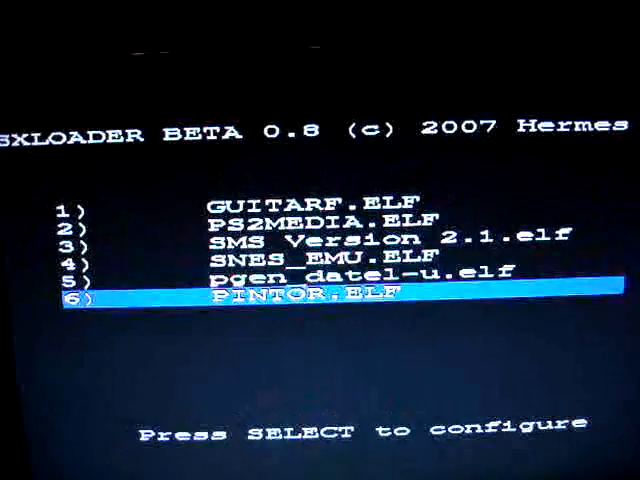 SXLOADER BETA 0.8 (c) 2007 Hermes
1) GUITARF.ELF
2) PS2MEDIA.ELF
3) SMS Version 2.1.elf
4) SNES_EMU.ELF
5) pgen_datel-u.elf
6) PINTOR.ELF
Press SELECT to configure